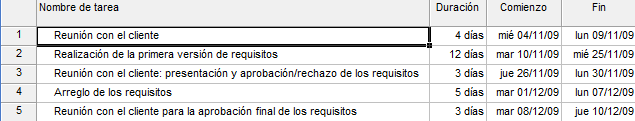 Nombre de tarea Duración Comienzo Fin
1 Reunión con el cliente 4 días mié 04/11/09 lun 09/11/09
2 Realización de la primera versión de requisitos 12 días mar 10/11/09 mié 25/11/09
3 Reunión con el cliente: presentación y aprobación/rechazo de los requisitos 3 días jue 26/11/09 lun 30/11/09
4 Arreglo de los requisitos 5 días mar 01/12/09 lun 07/12/09
5 Reunión con el cliente para la aprobación final de los requisitos 3 días mar 08/12/09 jue 10/12/09